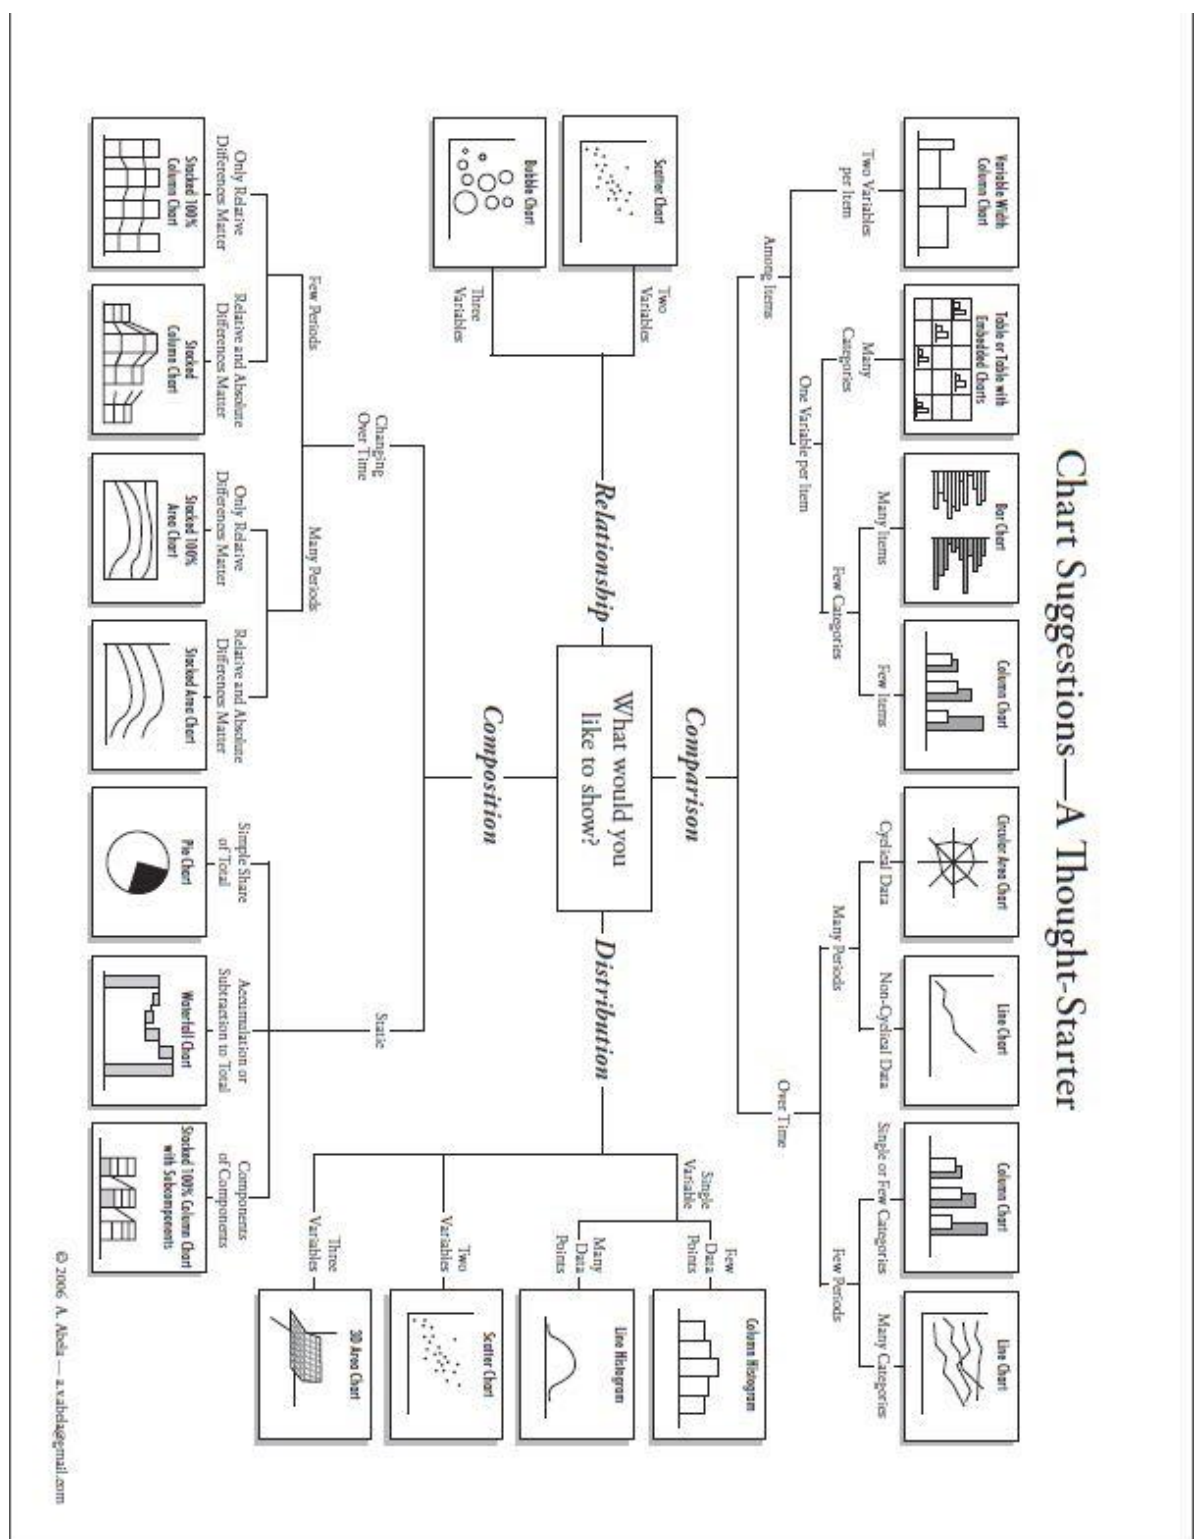 Chart Suggestions—A Thought-Starter
Variable Width
Column Chart
Table or Table with
Embedded Charts
Bar Chart
Column Chart
Circular Area Chart
Line Chart
Column Chart
Line Chart
Two Variables
per Item
Many
Categories
Many Items
Few Items
Cyclical Data
Non-Cyclical Data
Single or Few Categories
Many Categories
One Variable per Item
Few Categories
Many Periods
Few Periods
Among Items
Over Time
Comparison
What would you
like to show?
Relationship
Two
Variables
Three
Variables
Scatter Chart
Bubble Chart
Distribution
Single
Variable
Few
Data
Points
Many
Data
Points
Two
Variables
Three
Variables
Column Histogram
Line Histogram
Scatter Chart
3D Area Chart
Composition
Changing
Over Time
Static
Few Periods
Many Periods
Only Relative
Differences Matter
Relative and Absolute
Differences Matter
Only Relative
Differences Matter
Relative and Absolute
Differences Matter
Simple Share
of Total
Accumulation or
Subtraction to Total
Components
of Components
Stacked 100%
Column Chart
Stacked
Column Chart
Stacked 100%
Area Chart
Stacked Area Chart
Pie Chart
Waterfall Chart
Stacked 100% Column Chart
with Subcomponents
© 2006 A. Abela — a.v.abela@gmail.com